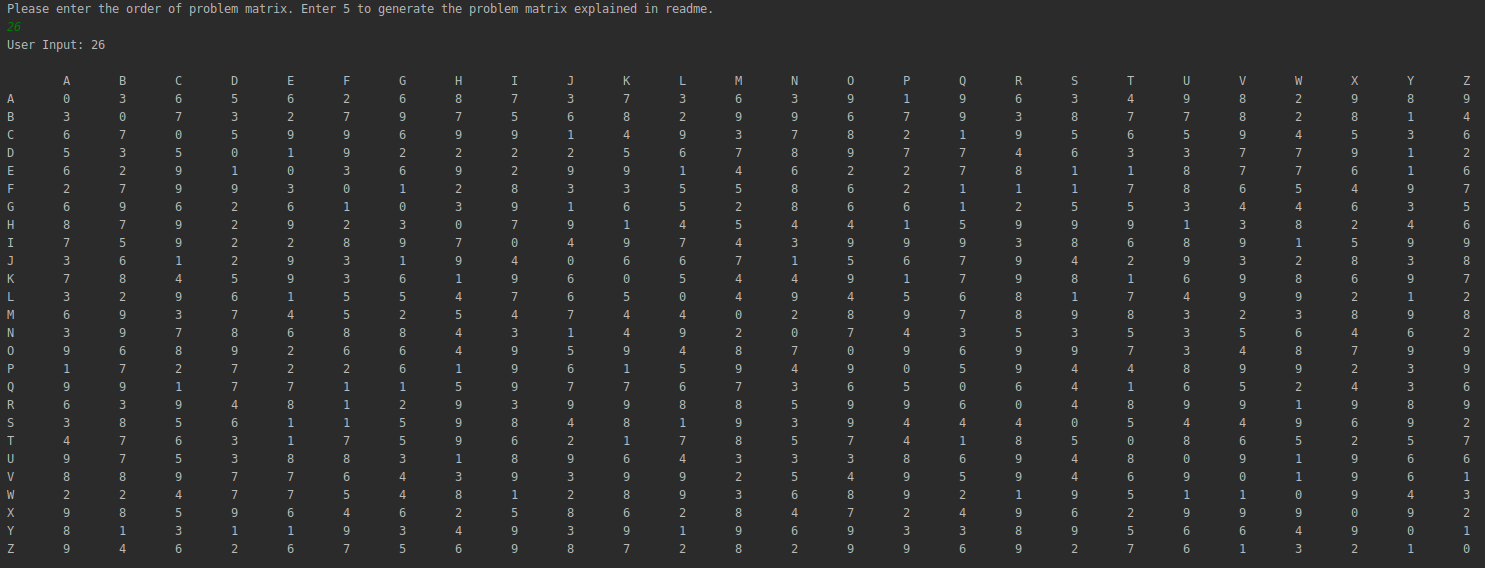 Please enter the order of problem matrix. Enter 5 to generate the problem matrix explained in readme.
26
User Input: 26
A B C D E F G H I J K L M N O P Q R S T U V W X Y Z
A 0 3 6 5 6 2 6 8 7 3 7 3 6 3 9 1 9 6 3 4 9 8 2 9 8 9
B 3 0 7 3 2 7 9 7 5 6 8 2 9 9 6 7 9 3 8 7 7 8 2 8 1 4
C 6 7 0 5 9 9 6 9 9 1 4 9 3 7 8 2 1 9 5 6 5 9 4 5 3 6
D 5 3 5 0 1 9 2 2 2 2 5 6 7 8 9 7 7 4 6 3 3 7 7 9 1 2
E 6 2 9 1 0 3 6 9 2 9 9 1 4 6 2 2 7 8 1 1 8 7 7 6 1 6
F 2 7 9 9 3 0 1 2 8 3 3 5 5 8 6 2 1 1 1 7 8 6 5 4 9 7
G 6 9 6 2 6 1 0 3 9 1 6 5 2 8 6 6 1 2 5 5 3 4 4 6 3 5
H 8 7 9 2 9 2 3 0 7 9 1 4 5 4 4 1 5 9 9 9 1 3 8 2 4 6
I 7 5 9 2 2 8 9 7 0 4 9 7 4 3 9 9 9 3 8 6 8 9 1 5 9 9
J 3 6 1 2 9 3 1 9 4 0 6 6 7 1 5 6 7 9 4 2 9 3 2 8 3 8
K 7 8 4 5 9 3 6 1 9 6 0 5 4 4 9 1 7 9 8 1 6 9 8 6 9 7
L 3 2 9 6 1 5 5 4 7 6 5 0 4 9 4 5 6 8 1 7 4 9 9 2 1 2
M 6 9 3 7 4 5 2 5 4 7 4 4 0 2 8 9 7 8 9 8 3 2 3 8 9 8
N 3 9 7 8 6 8 8 4 3 1 4 9 2 0 7 4 3 5 3 5 3 5 6 4 6 2
O 9 6 8 9 2 6 6 4 9 5 9 4 8 7 0 9 6 9 9 7 3 4 8 7 9 9
P 1 7 2 7 2 2 6 1 9 6 1 5 9 4 9 0 5 9 4 4 8 9 9 2 3 9
Q 9 9 1 7 7 1 1 5 9 7 7 6 7 3 6 5 0 6 4 1 6 5 2 4 3 6
R 6 3 9 4 8 1 2 9 3 9 9 8 8 5 9 9 6 0 4 8 9 9 1 9 8 9
S 3 8 5 6 1 1 5 9 8 4 8 1 9 3 9 4 4 4 0 5 4 4 9 6 9 2
T 4 7 6 3 1 7 5 9 6 2 1 7 8 5 7 4 1 8 5 0 8 6 5 2 5 7
U 9 7 5 3 8 8 3 1 8 9 6 4 3 3 3 8 6 9 4 8 0 9 1 9 6 6
V 8 8 9 7 7 6 4 3 9 3 9 9 2 5 4 9 5 9 4 6 9 0 1 9 6 1
W 2 2 4 7 7 5 4 8 1 2 8 9 3 6 8 9 2 1 9 5 1 1 0 9 4 3
X 9 8 5 9 6 4 6 2 5 8 6 2 8 4 7 2 4 9 6 2 9 9 9 0 9 2
Y 8 1 3 1 1 9 3 4 9 3 9 1 9 6 9 3 3 8 9 5 6 6 4 9 0 1
Z 9 4 6 2 6 7 5 6 9 8 7 2 8 2 9 9 6 9 2 7 6 1 3 2 1 0